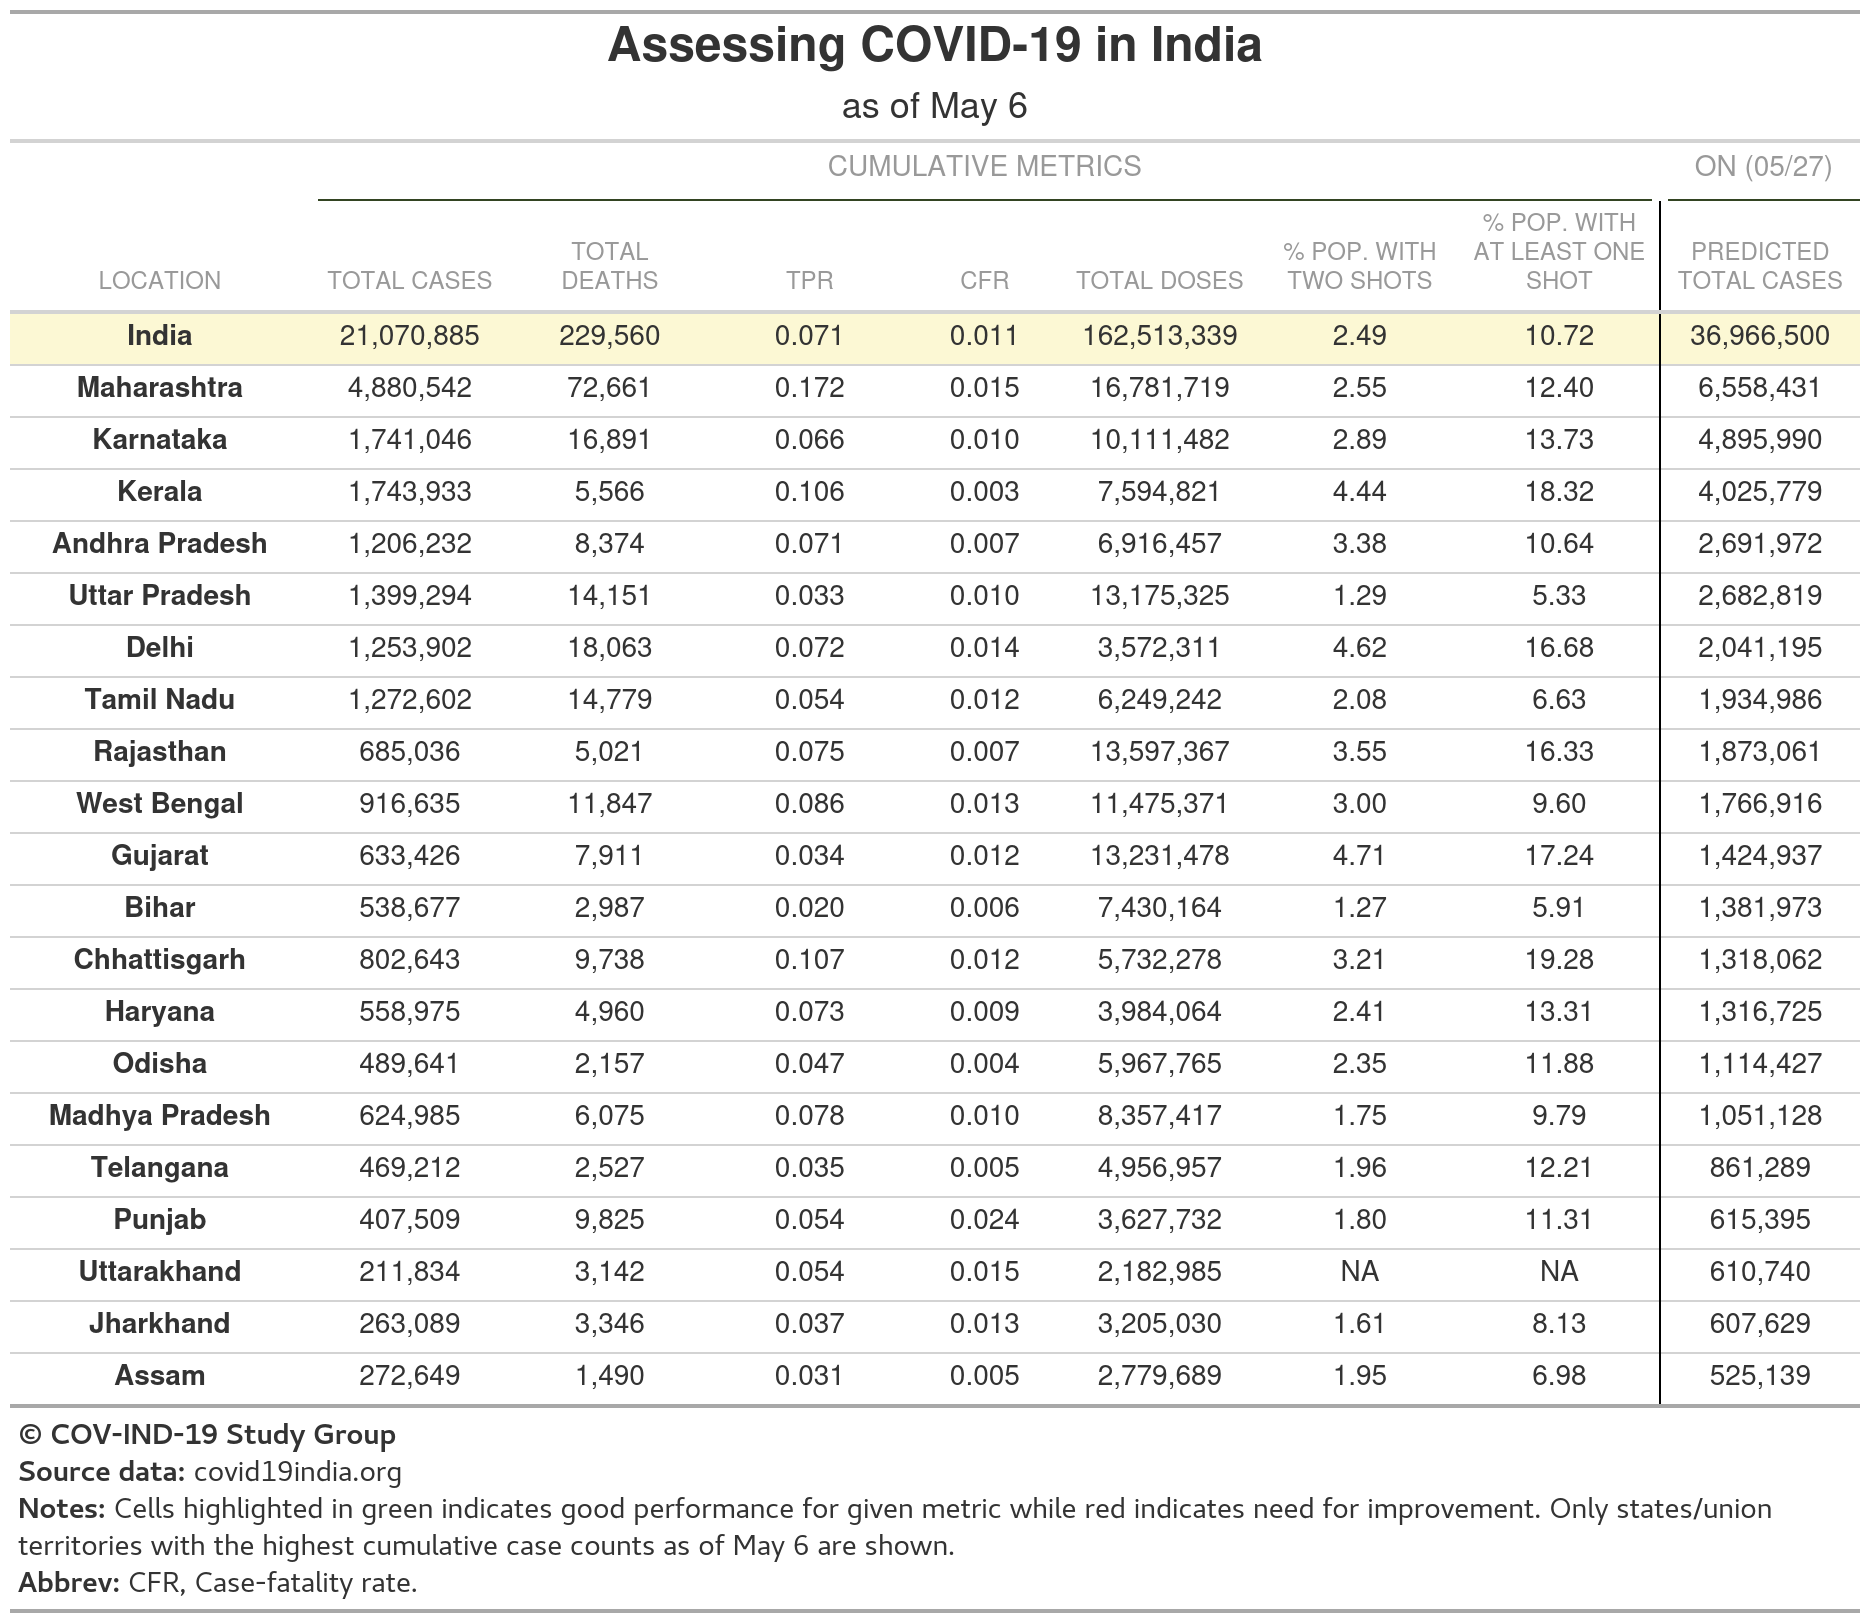 Assessing COVID-19 in India
as of May 6
CUMULATIVE METRICS ON (05/27)
LOCATION TOTAL CASES TOTAL DEATHS TPR CFR TOTAL DOSES % POP. WITH TWO SHOTS % POP. WITH AT LEAST ONE SHOT PREDICTED TOTAL CASES
India 21,070,885 229,560 0.071 0.011 162,513,339 2.49 10.72 36,966,500
Maharashtra 4,880,542 72,661 0.172 0.015 16,781,719 2.55 12.40 6,558,431
Karnataka 1,741,046 16,891 0.066 0.010 10,111,482 2.89 13.73 4,895,990
Kerala 1,743,933 5,566 0.106 0.003 7,594,821 4.44 18.32 4,025,779
Andhra Pradesh 1,206,232 8,374 0.071 0.007 6,916,457 3.38 10.64 2,691,972
Uttar Pradesh 1,399,294 14,151 0.033 0.010 13,175,325 1.29 5.33 2,682,819
Delhi 1,253,902 18,063 0.072 0.014 3,572,311 4.62 16.68 2,041,195
Tamil Nadu 1,272,602 14,779 0.054 0.012 6,249,242 2.08 6.63 1,934,986
Rajasthan 685,036 5,021 0.075 0.007 13,597,367 3.55 16.33 1,873,061
West Bengal 916,635 11,847 0.086 0.013 11,475,371 3.00 9.60 1,766,916
Gujarat 633,426 7,911 0.034 0.012 13,231,478 4.71 17.24 1,424,937
Bihar 538,677 2,987 0.020 0.006 7,430,164 1.27 5.91 1,381,973
Chhattisgarh 802,643 9,738 0.107 0.012 5,732,278 3.21 19.28 1,318,062
Haryana 558,975 4,960 0.073 0.009 3,984,064 2.41 13.31 1,316,725
Odisha 489,641 2,157 0.047 0.004 5,967,765 2.35 11.88 1,114,427
Madhya Pradesh 624,985 6,075 0.078 0.010 8,357,417 1.75 9.79 1,051,128
Telangana 469,212 2,527 0.035 0.005 4,956,957 1.96 12.21 861,289
Punjab 407,509 9,825 0.054 0.024 3,627,732 1.80 11.31 615,395
Uttarakhand 211,834 3,142 0.054 0.015 2,182,985 NA NA 610,740
Jharkhand 263,089 3,346 0.037 0.013 3,205,030 1.61 8.13 607,629
Assam 272,649 1,490 0.031 0.005 2,779,689 1.95 6.98 525,139
© COV-IND-19 Study Group
Source data: covid19india.org
Notes: Cells highlighted in green indicates good performance for given metric while red indicates need for improvement. Only states/union
territories with the highest cumulative case counts as of May 6 are shown.
Abbrev: CFR, Case-fatality rate.